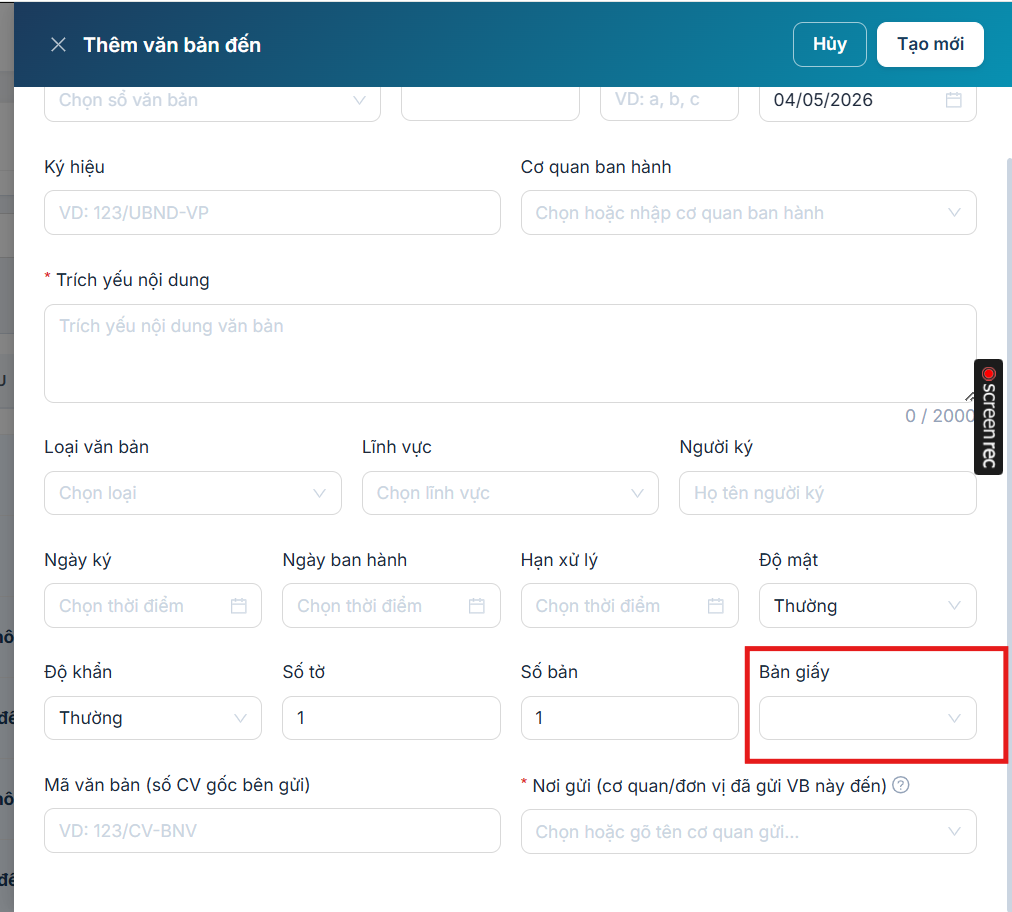 Thêm văn bản đến
Hủy
Tạo mới
Chọn sổ văn bản
VD: a, b, c
04/05/2026
Ký hiệu
Cơ quan ban hành
VD: 123/UBND-VP
Chọn hoặc nhập cơ quan ban hành
* Trích yếu nội dung
Trích yếu nội dung văn bản
0 / 2000
screenrec
Loại văn bản
Lĩnh vực
Người ký
Chọn loại
Chọn lĩnh vực
Họ tên người ký
Ngày ký
Ngày ban hành
Hạn xử lý
Độ mật
Chọn thời điểm
Chọn thời điểm
Chọn thời điểm
Thường
Độ khẩn
Số tờ
Số bản
Bản giấy
Thường
1
1
Mã văn bản (số CV gốc bên gửi)
* Nơi gửi (cơ quan/đơn vị đã gửi VB này đến)
VD: 123/CV-BNV
Chọn hoặc gõ tên cơ quan gửi...